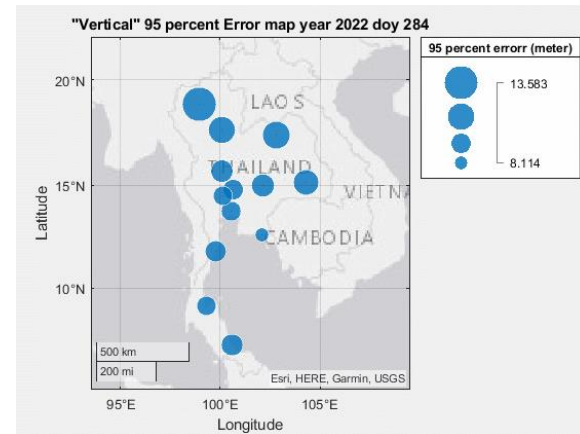 "Vertical" 95 percent Error map year 2022 doy 284
95 percent errorr (meter)
13.583
8.114
20°N
15°N
10°N
Latitude
LAO S
THAILAND
VIETNA
CAMBODIA
500 km
200 mi
Esri, HERE, Garmin, USGS
95°E
100°E
105°E
Longitude